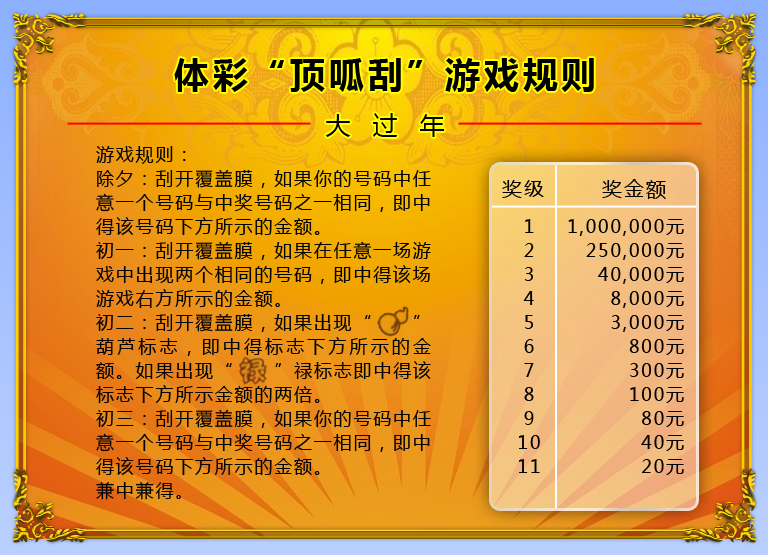 体彩“顶呱刮”游戏规则
大过年
游戏规则：
除夕：刮开覆盖膜，如果你的号码中任
意一个号码与中奖号码之一相同，即中
得该号码下方所示的金额。
初一：刮开覆盖膜，如果在任意一场游
戏中出现两个相同的号码，即中得该场
游戏右方所示的金额。
初二：刮开覆盖膜，如果出现“ ”
葫芦标志，即中得标志下方所示的金
额。如果出现“禄”禄标志即中得该
标志下方所示金额的两倍。
初三：刮开覆盖膜，如果你的号码中任
意一个号码与中奖号码之一相同，即中
得该号码下方所示的金额。
兼中兼得。
奖级 奖金额
1 1,000,000元
2 250,000元
3 40,000元
4 8,000元
5 3,000元
6 800元
7 300元
8 100元
9 80元
10 40元
11 20元